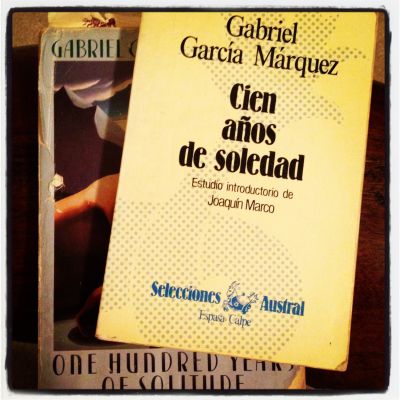 GABRIEL G
Gabriel
García Márquez
Cien
años
de soledad
Estudio introductorio de
Joaquín Marco
Selecciones Austral
Espasa Calpe
ONE HUNDRED YEARS
OF SOLITUDE